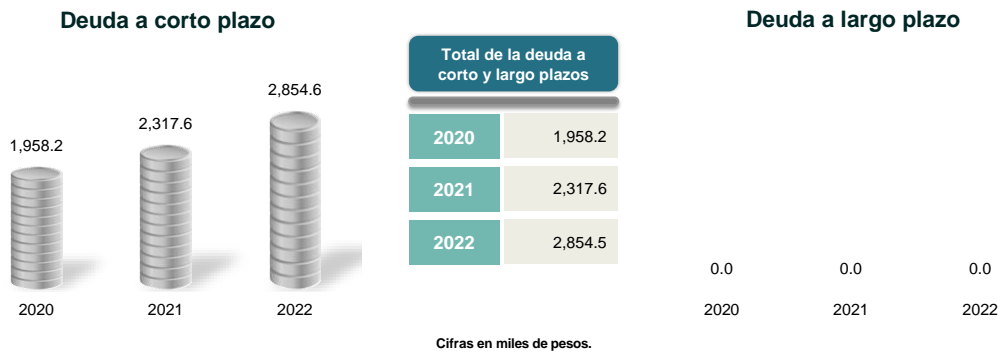 Deuda a corto plazo
2,854.6
2,317.6
1,958.2
2020 2021 2022
Total de la deuda a
corto y largo plazos
2020 1,958.2
2021 2,317.6
2022 2,854.5
Deuda a largo plazo
0.0 0.0 0.0
2020 2021 2022
Cifras en miles de pesos.